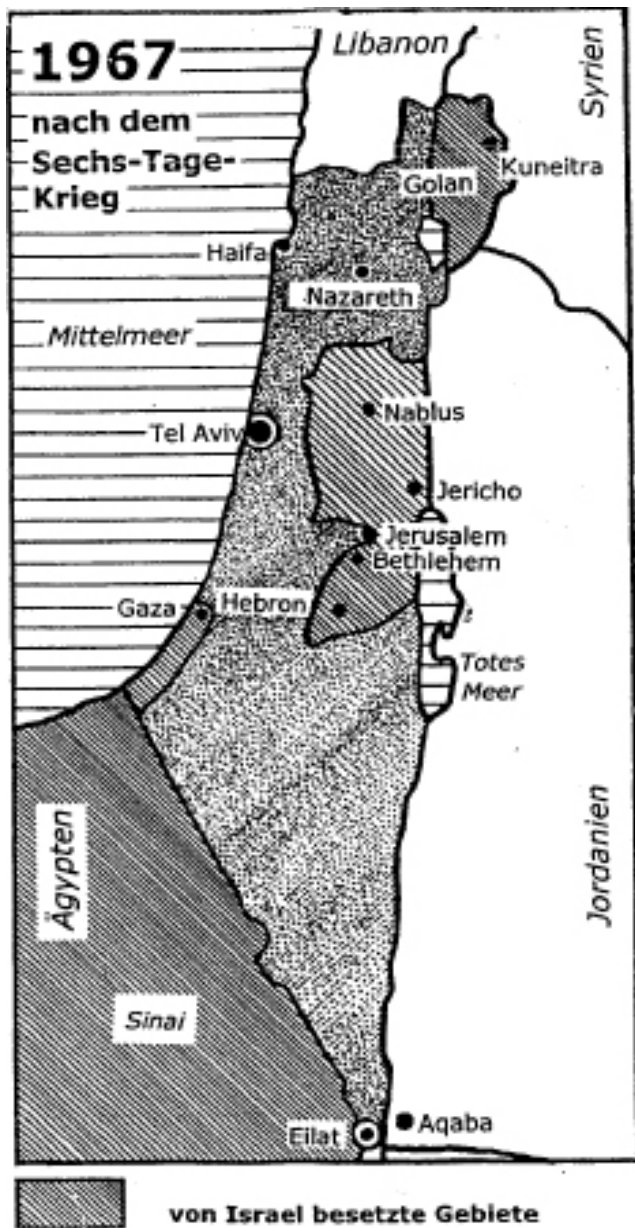 1967
nach dem
Sechs-Tage-
Krieg
Libanon
Syrien
Kuneitra
Golan
Haifa
Nazareth
Mittelmeer
Nablus
Tel Aviv
Jericho
Jerusalem
Bethlehem
Gaza
Hebron
Totes
Meer
Ägypten
Jordanien
Sinai
Eilat
Aqaba
von Israel besetzte Gebiete